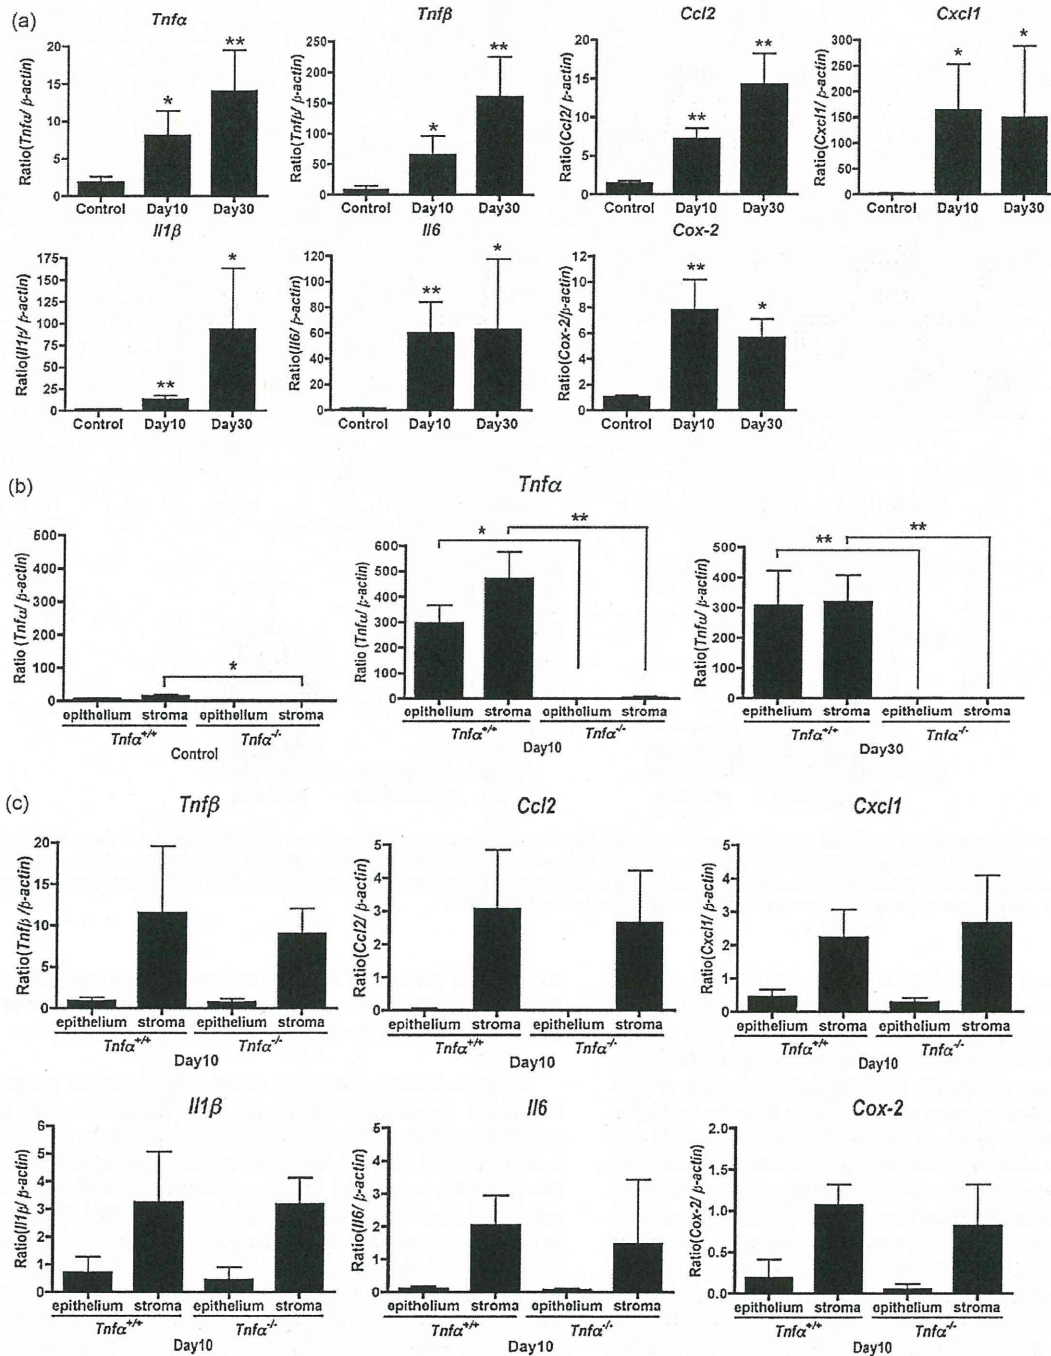 (a)
Tnfα
Tnfβ
Ccl2
Cxcl1
Ratio(Tnfα/ β-actin)
20
15
10
5
0
*
**
Control Day10 Day30
Ratio(Tnfβ/ β-actin)
250
200
150
100
50
0
*
**
Control Day10 Day30
Ratio(Ccl2/ β-actin)
20
15
10
5
0
**
**
Control Day10 Day30
Ratio(Cxcl1/ β-actin)
300
250
200
150
100
50
0
*
*
Control Day10 Day30
Il1β
Il6
Cox-2
Ratio(Il1β/ β-actin)
175
150
125
100
75
50
25
0
**
*
Control Day10 Day30
Ratio(Il6/ β-actin)
120
100
80
60
40
20
0
**
*
Control Day10 Day30
Ratio(Cox-2/β-actin)
12
10
8
6
4
2
0
**
*
Control Day10 Day30
(b)
Tnfα
Ratio (Tnfα/ β-actin)
600
500
400
300
200
100
0
*
epithelium stroma epithelium stroma
Tnfα+/+ Tnfα-/-
Control
Ratio (Tnfα/ β-actin)
600
500
400
300
200
100
0
*
**
epithelium stroma epithelium stroma
Tnfα+/+ Tnfα-/-
Day10
Ratio(Tnfα/ β-actin)
500
400
300
200
100
0
**
**
epithelium stroma epithelium stroma
Tnfα+/+ Tnfα-/-
Day30
(c)
Tnfβ
Ccl2
Cxcl1
Ratio(Tnfβ /β-actin)
20
15
10
5
0
epithelium stroma epithelium stroma
Tnfα+/+ Tnfα-/-
Day10
Ratio(Ccl2/ β-actin)
5
4
3
2
1
0
epithelium stroma epithelium stroma
Tnfα+/+ Tnfα-/-
Day10
Ratio(Cxcl1/ β-actin)
5
4
3
2
1
0
epithelium stroma epithelium stroma
Tnfα+/+ Tnfα-/-
Day10
Il1β
Il6
Cox-2
Ratio(Il1β/ β-actin)
6
5
4
3
2
1
0
epithelium stroma epithelium stroma
Tnfα+/+ Tnfα-/-
Day10
Ratio(Il6/ β-actin)
5
4
3
2
1
0
epithelium stroma epithelium stroma
Tnfα+/+ Tnfα-/-
Day10
Ratio(Cox-2/ β-actin)
2.0
1.5
1.0
0.5
0.0
epithelium stroma epithelium stroma
Tnfα+/+ Tnfα-/-
Day10